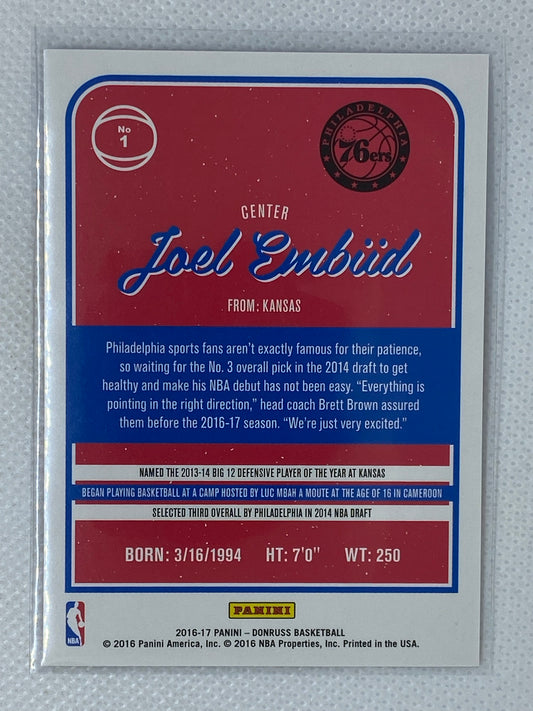 No
1
PHILADELPHIA
76ers
CENTER
Joel Embiid
FROM: KANSAS
Philadelphia sports fans aren't exactly famous for their patience,
so waiting for the No. 3 overall pick in the 2014 draft to get
healthy and make his NBA debut has not been easy. “Everything is
pointing in the right direction,” head coach Brett Brown assured
them before the 2016-17 season. “We're just very excited.”
NAMED THE 2013-14 BIG 12 DEFENSIVE PLAYER OF THE YEAR AT KANSAS
BEGAN PLAYING BASKETBALL AT A CAMP HOSTED BY LUC MBAH A MOUTE AT THE AGE OF 16 IN CAMEROON
SELECTED THIRD OVERALL BY PHILADELPHIA IN 2014 NBA DRAFT
BORN: 3/16/1994 HT: 7'0" WT: 250
PANINI
NBA
2016-17 PANINI – DONRUSS BASKETBALL
© 2016 Panini America, Inc. © 2016 NBA Properties, Inc. Printed in the USA.